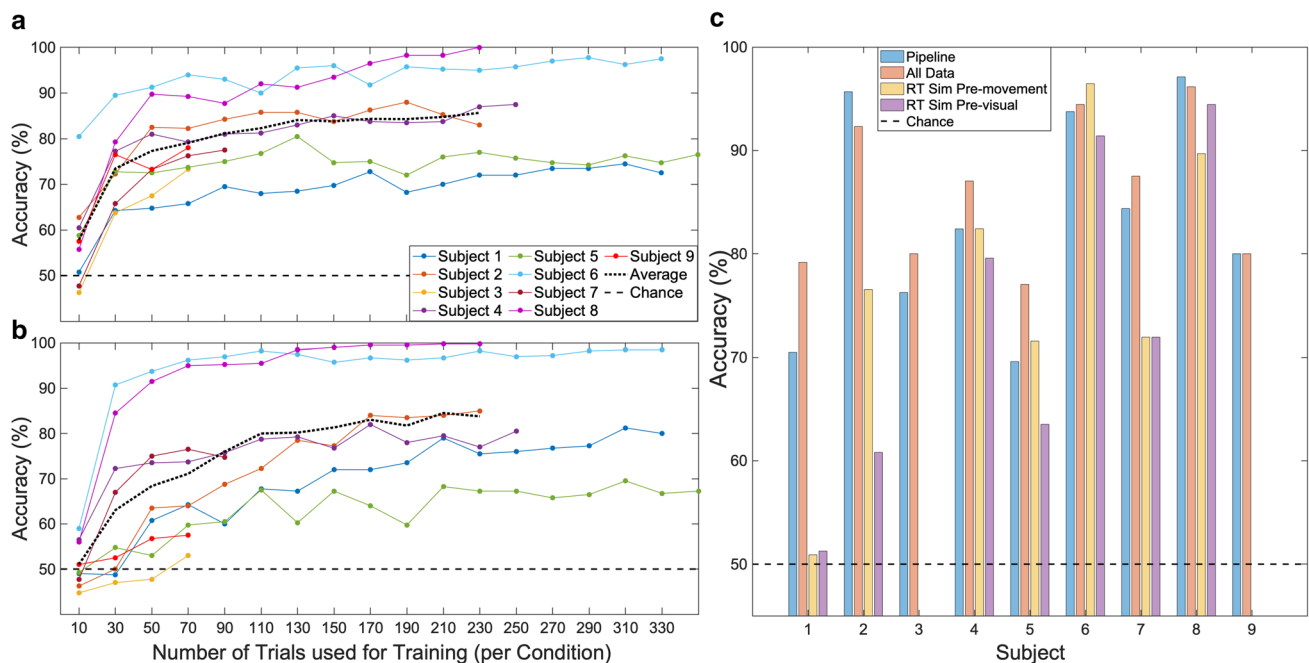 a
100
90
80
70
60
50
Accuracy (%)
Subject 1 Subject 5 Subject 9
Subject 2 Subject 6 Average
Subject 3 Subject 7 Chance
Subject 4 Subject 8
b
100
90
80
70
60
50
Accuracy (%)
10 30 50 70 90 110 130 150 170 190 210 230 250 270 290 310 330
Number of Trials used for Training (per Condition)
c
100
90
80
70
60
50
Accuracy (%)
Pipeline
All Data
RT Sim Pre-movement
RT Sim Pre-visual
Chance
1 2 3 4 5 6 7 8 9
Subject